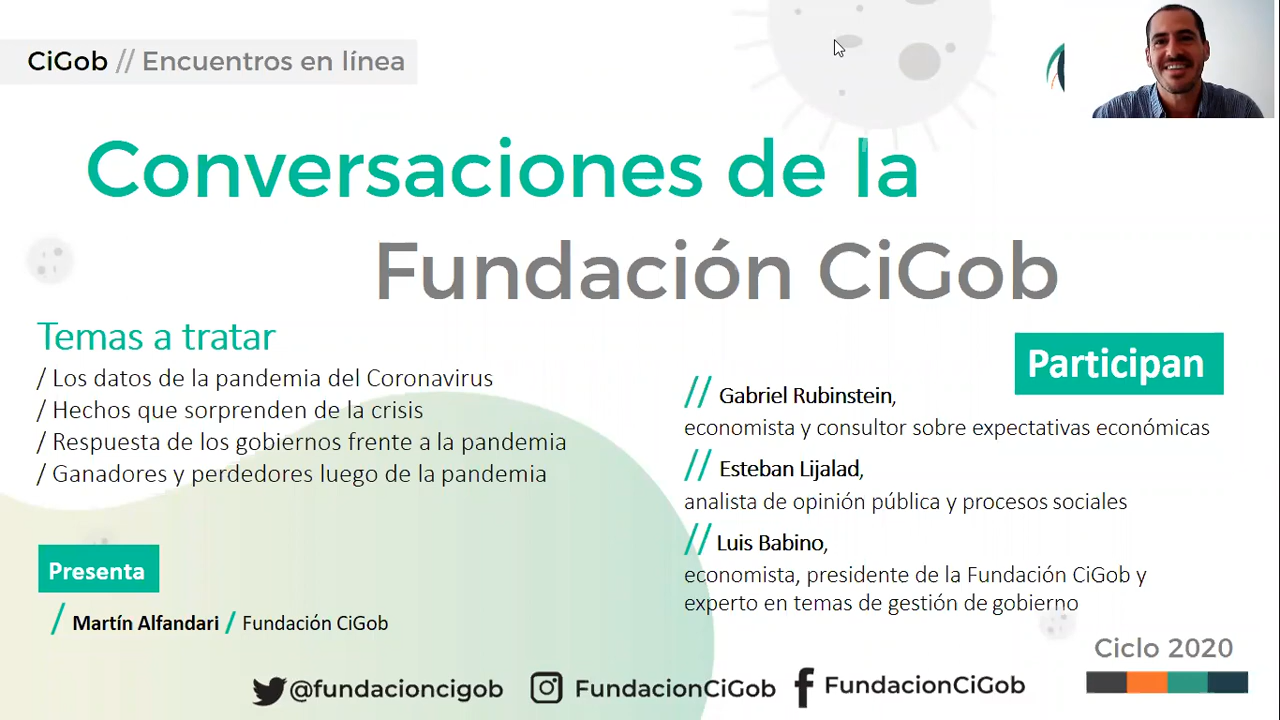 CiGob // Encuentros en línea
Conversaciones de la
Fundación CiGob
Temas a tratar
/ Los datos de la pandemia del Coronavirus
/ Hechos que sorprenden de la crisis
/ Respuesta de los gobiernos frente a la pandemia
/ Ganadores y perdedores luego de la pandemia
Participan
// Gabriel Rubinstein,
economista y consultor sobre expectativas económicas
// Esteban Lijalad,
analista de opinión pública y procesos sociales
// Luis Babino,
economista, presidente de la Fundación CiGob y
experto en temas de gestión de gobierno
Presenta
/ Martín Alfandari / Fundación CiGob
Ciclo 2020
@fundacioncigob
FundacionCiGob
FundacionCiGob